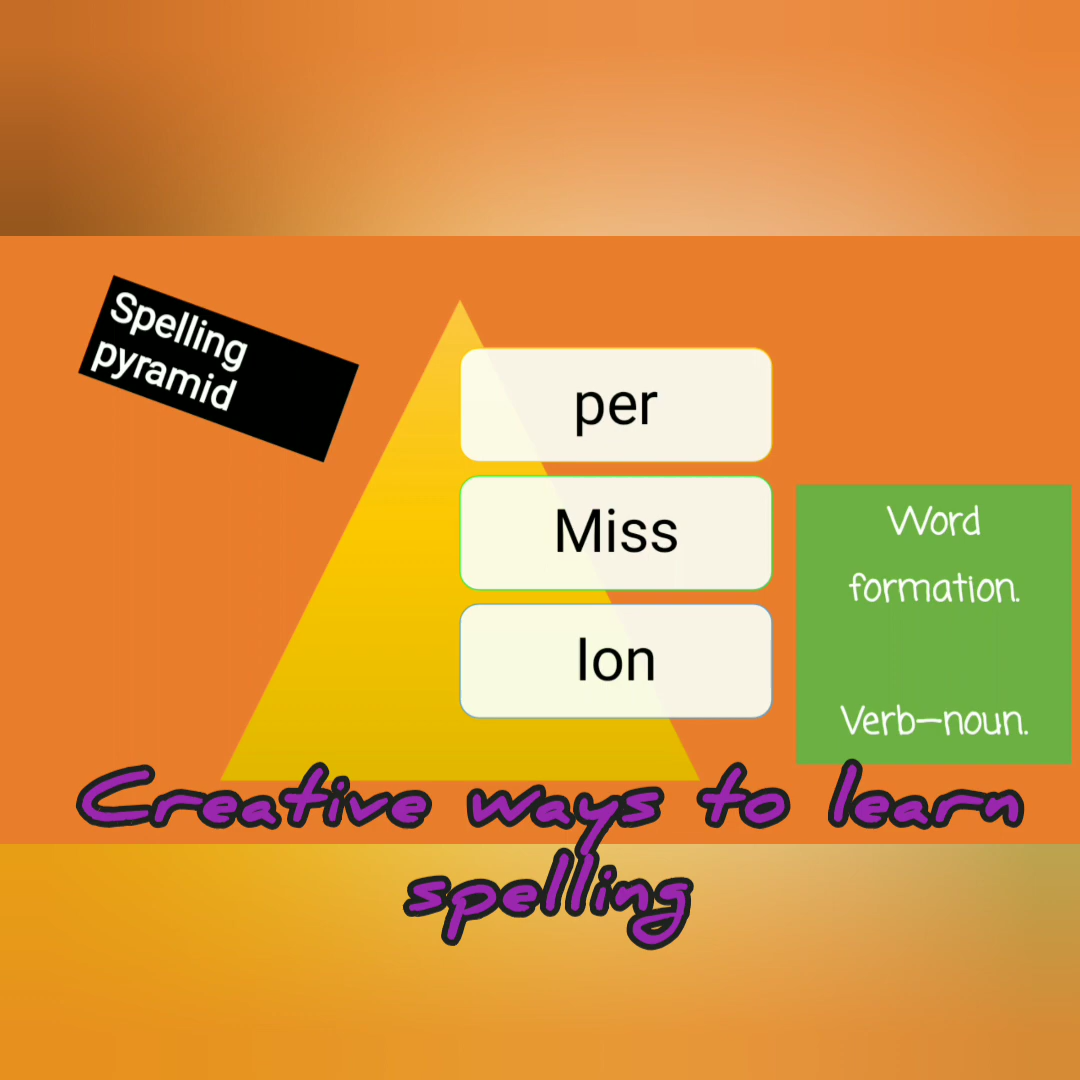 Spelling
pyramid
per
Miss
Ion
Word
formation.
Verb–noun.
Creative ways to learn
spelling